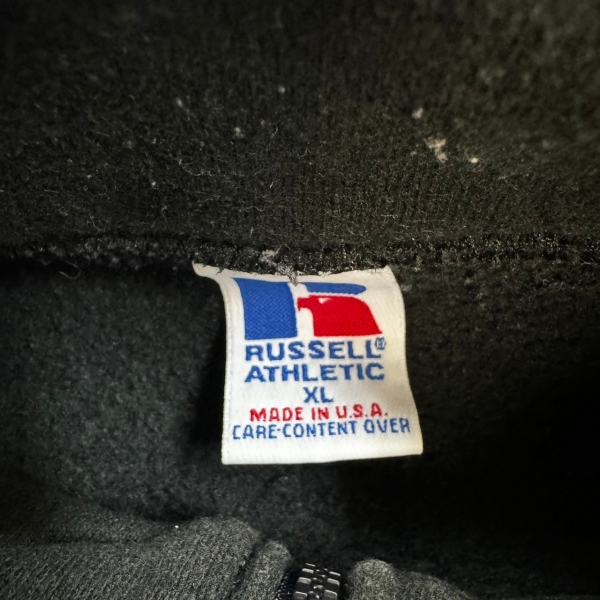 RUSSELL®
ATHLETIC
XL
MADE IN U.S.A.
CARE-CONTENT OVER